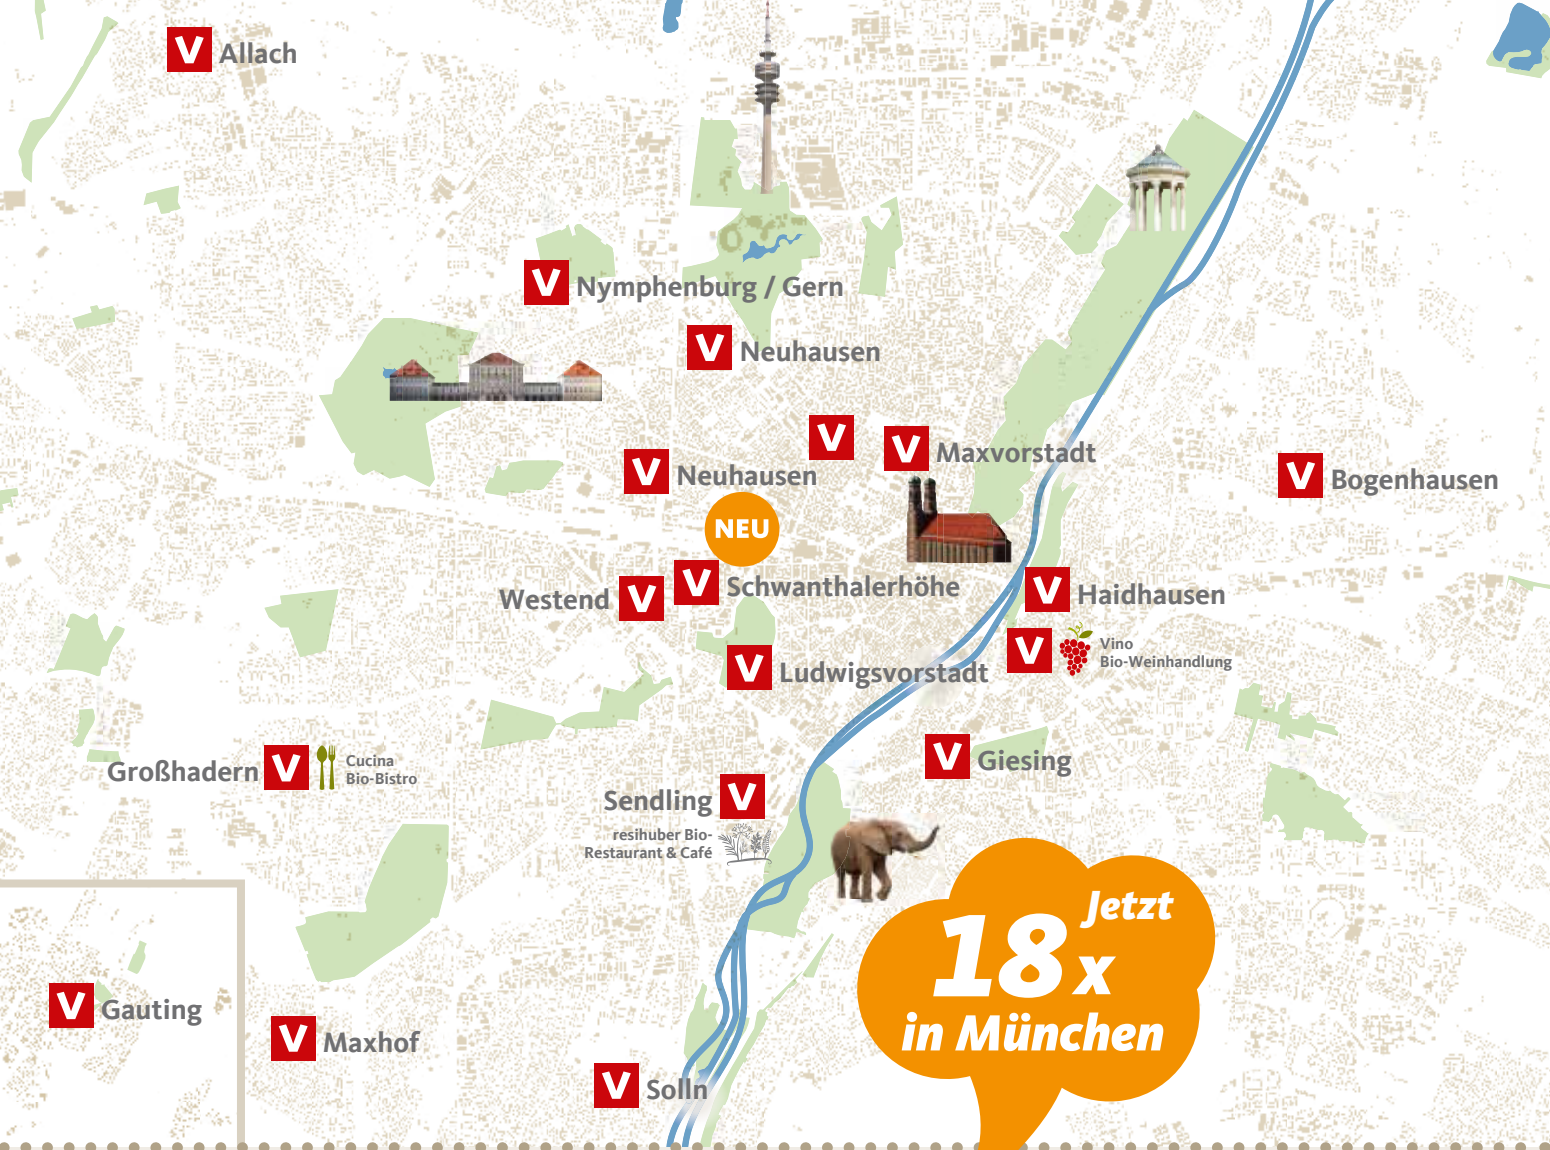 V Allach
V Nymphenburg / Gern
V Neuhausen
V
V Maxvorstadt
V Neuhausen
V Bogenhausen
NEU
V Schwanthalerhöhe
Westend V
V Haidhausen
V Vino
Bio-Weinhandlung
V Ludwigsvorstadt
V Giesing
Großhadern V Cucina
Bio-Bistro
Sendling V
resihuber Bio-
Restaurant & Café
Jetzt
18 x
in München
V Gauting
V Maxhof
V Solln